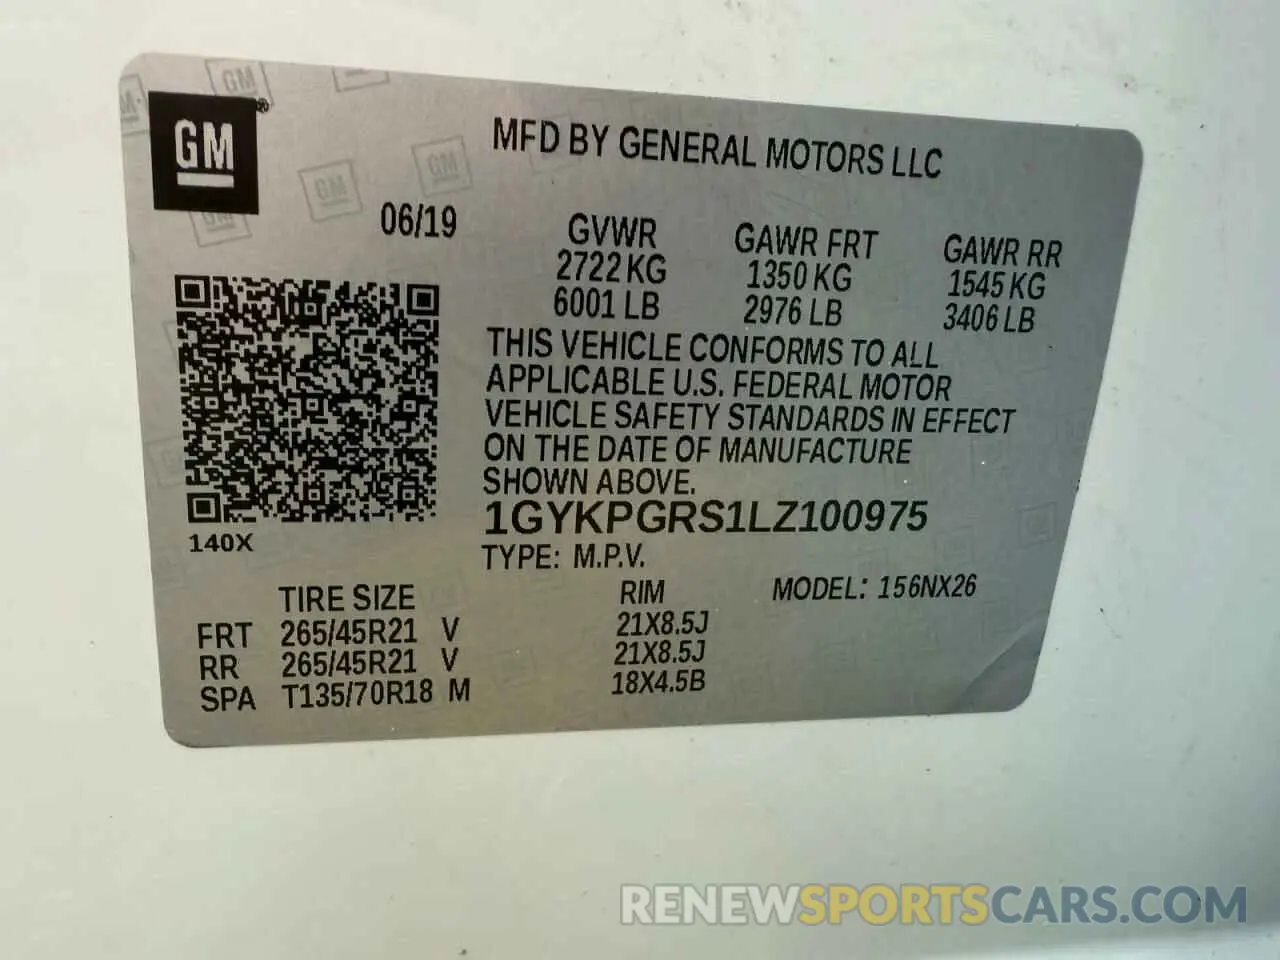 GM®
MFD BY GENERAL MOTORS LLC
06/19
GVWR GAWR FRT GAWR RR
2722 KG 1350 KG 1545 KG
6001 LB 2976 LB 3406 LB
THIS VEHICLE CONFORMS TO ALL
APPLICABLE U.S. FEDERAL MOTOR
VEHICLE SAFETY STANDARDS IN EFFECT
ON THE DATE OF MANUFACTURE
SHOWN ABOVE.
1GYKPGRS1LZ100975
140X
TYPE: M.P.V.
TIRE SIZE RIM MODEL: 156NX26
FRT 265/45R21 V 21X8.5J
RR 265/45R21 V 21X8.5J
SPA T135/70R18 M 18X4.5B
RENEWSPORTSCARS.COM